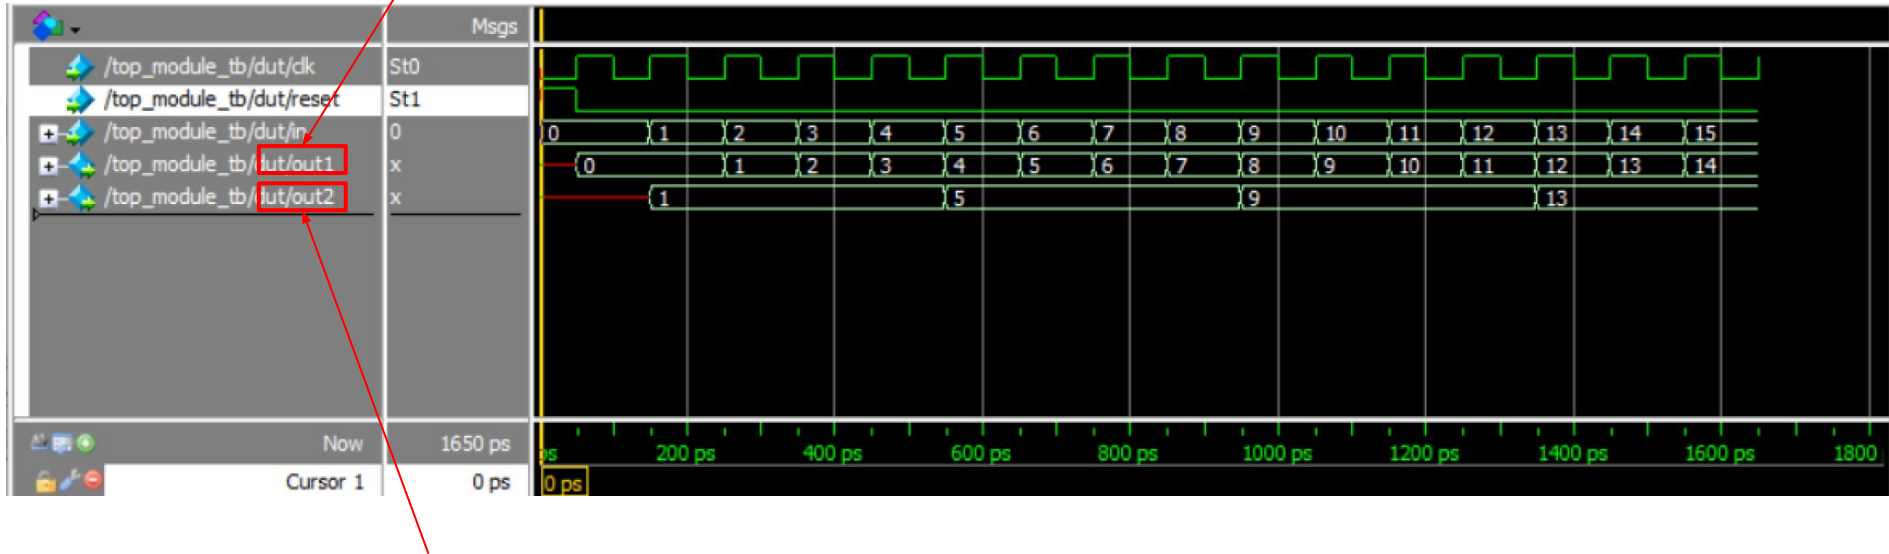 Msgs
/top_module_tb/dut/clk St0
/top_module_tb/dut/reset St1
/top_module_tb/dut/in 0 0 1 2 3 4 5 6 7 8 9 10 11 12 13 14 15
/top_module_tb/dut/out1 x 0 1 2 3 4 5 6 7 8 9 10 11 12 13 14
/top_module_tb/dut/out2 x 1 5 9 13
Now 1650 ps ps 200 ps 400 ps 600 ps 800 ps 1000 ps 1200 ps 1400 ps 1600 ps 1800
Cursor 1 0 ps 0 ps